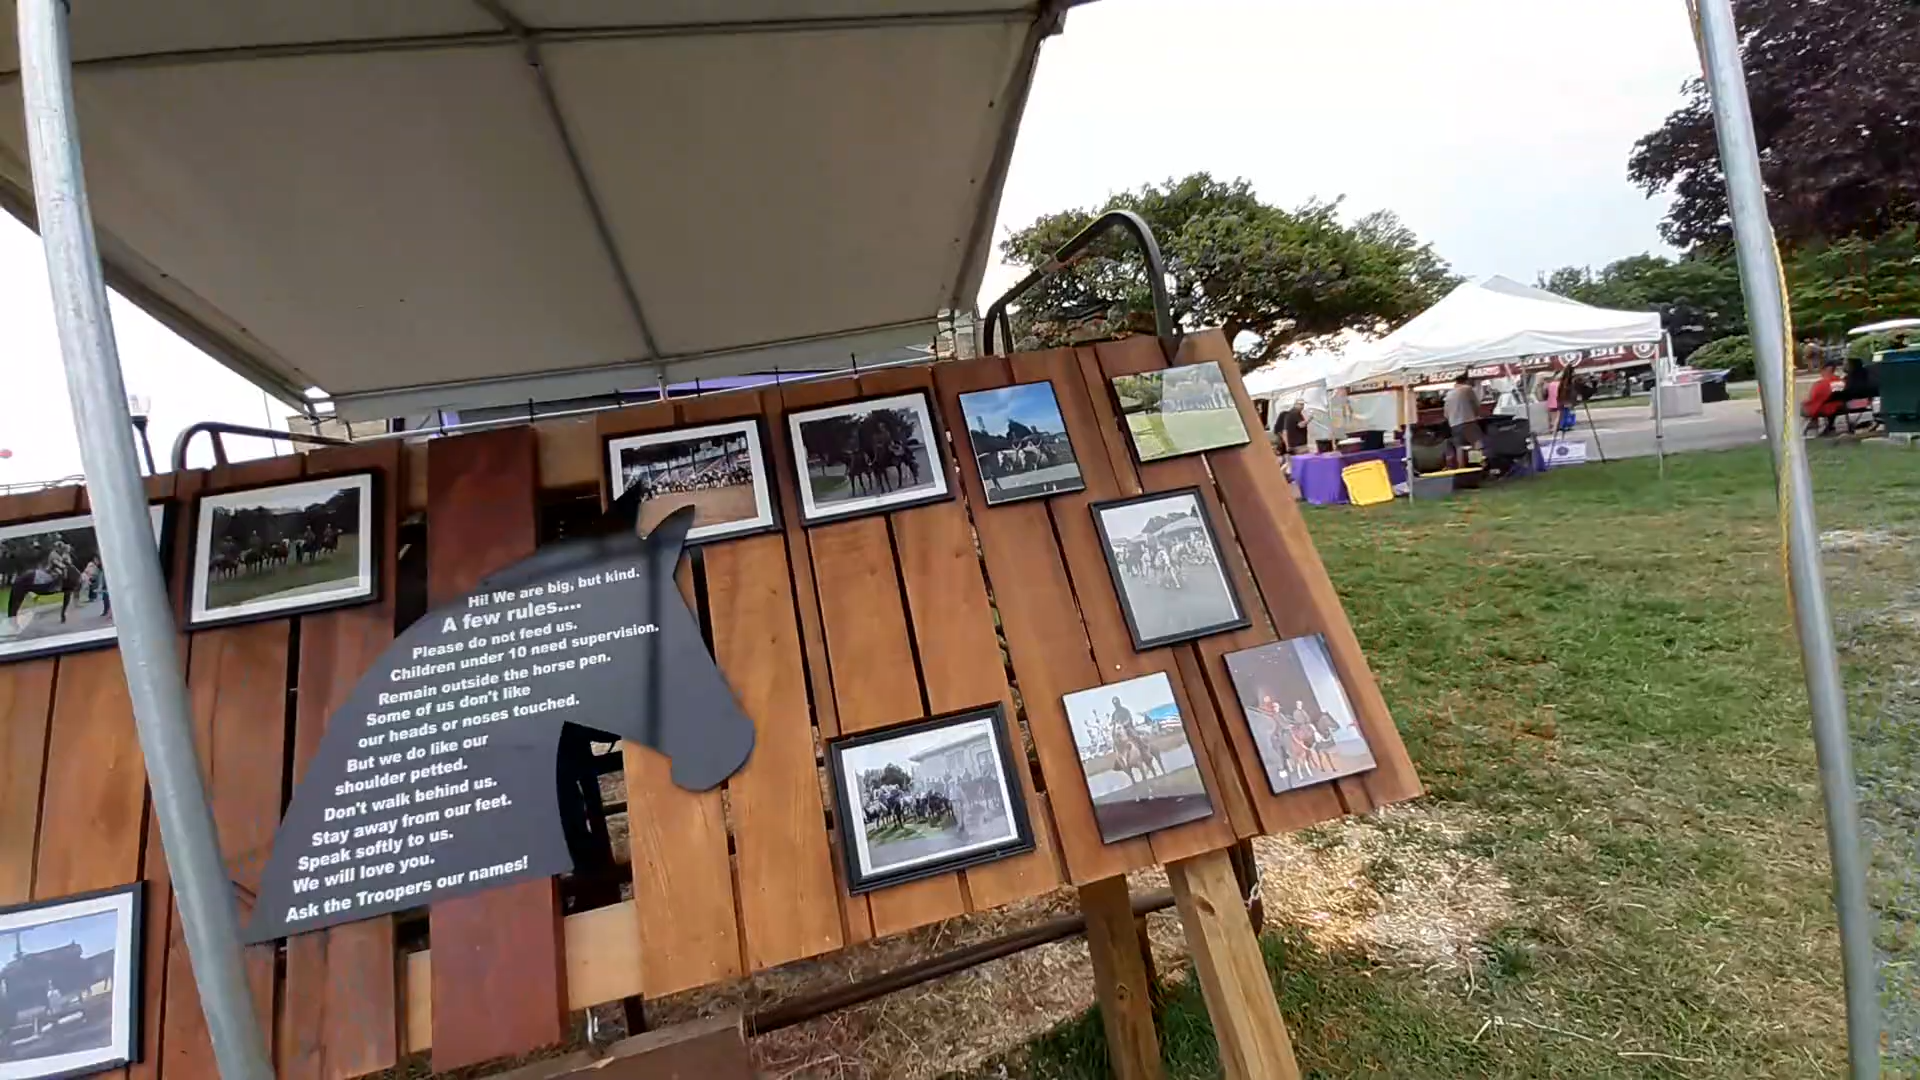 Hi! We are big, but kind.
A few rules....
Please do not feed us.
Children under 10 need supervision.
Remain outside the horse pen.
Some of us don't like
our heads or noses touched.
But we do like our
shoulder petted.
Don't walk behind us.
Stay away from our feet.
Speak softly to us.
We will love you.
Ask the Troopers our names!